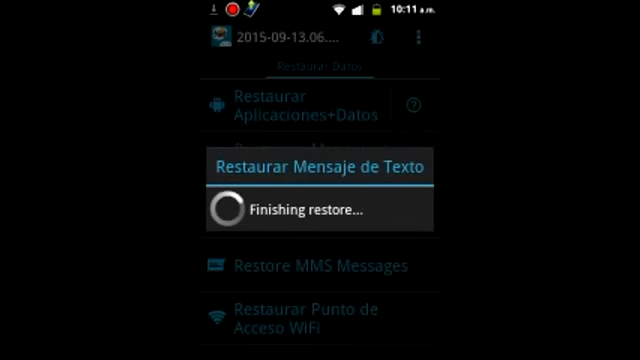 10:11 a.m.
2015-09-13.06....
Restaurar Datos
Restaurar
Aplicaciones+Datos
Restaurar Mensaje de Texto
Finishing restore...
Restore MMS Messages
Restaurar Punto de
Acceso WiFi